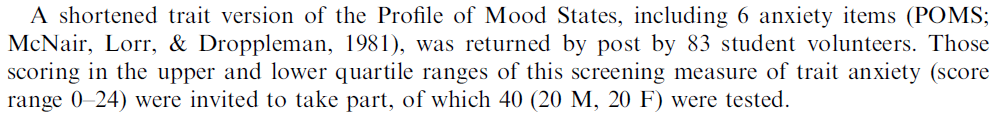 A shortened trait version of the Profile of Mood States, including 6 anxiety items (POMS;
McNair, Lorr, & Droppleman, 1981), was returned by post by 83 student volunteers. Those
scoring in the upper and lower quartile ranges of this screening measure of trait anxiety (score
range 0–24) were invited to take part, of which 40 (20 M, 20 F) were tested.